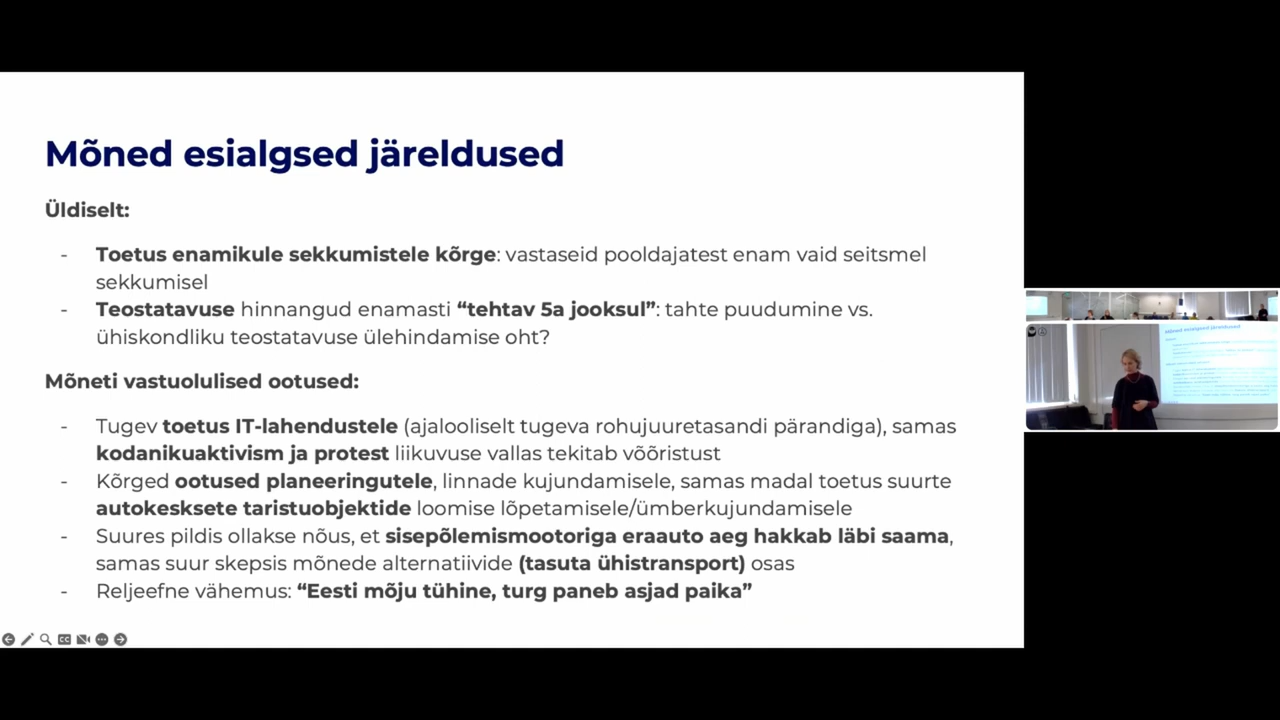 Mõned esialgsed järeldused
Üldiselt:
- Toetus enamikule sekkumistele kõrge: vastaseid pooldajatest enam vaid seitsmel
sekkumisel
- Teostatavuse hinnangud enamasti “tehtav 5a jooksul”: tahte puudumine vs.
ühiskondliku teostatavuse ülehindamise oht?
Mõneti vastuolulised ootused:
- Tugev toetus IT-lahendustele (ajalooliselt tugeva rohujuuretasandi pärandiga), samas
kodanikuaktivism ja protest liikuvuse vallas tekitab võõristust
- Kõrged ootused planeeringutele, linnade kujundamisele, samas madal toetus suurte
autokesksete taristuobjektide loomise lõpetamisele/ümberkujundamisele
- Suures pildis ollakse nõus, et sisepõlemismootoriga eraauto aeg hakkab läbi saama,
samas suur skepsis mõnede alternatiivide (tasuta ühistransport) osas
- Reljeefne vähemus: “Eesti mõju tühine, turg paneb asjad paika”
CC
Mõned esialgsed järeldused